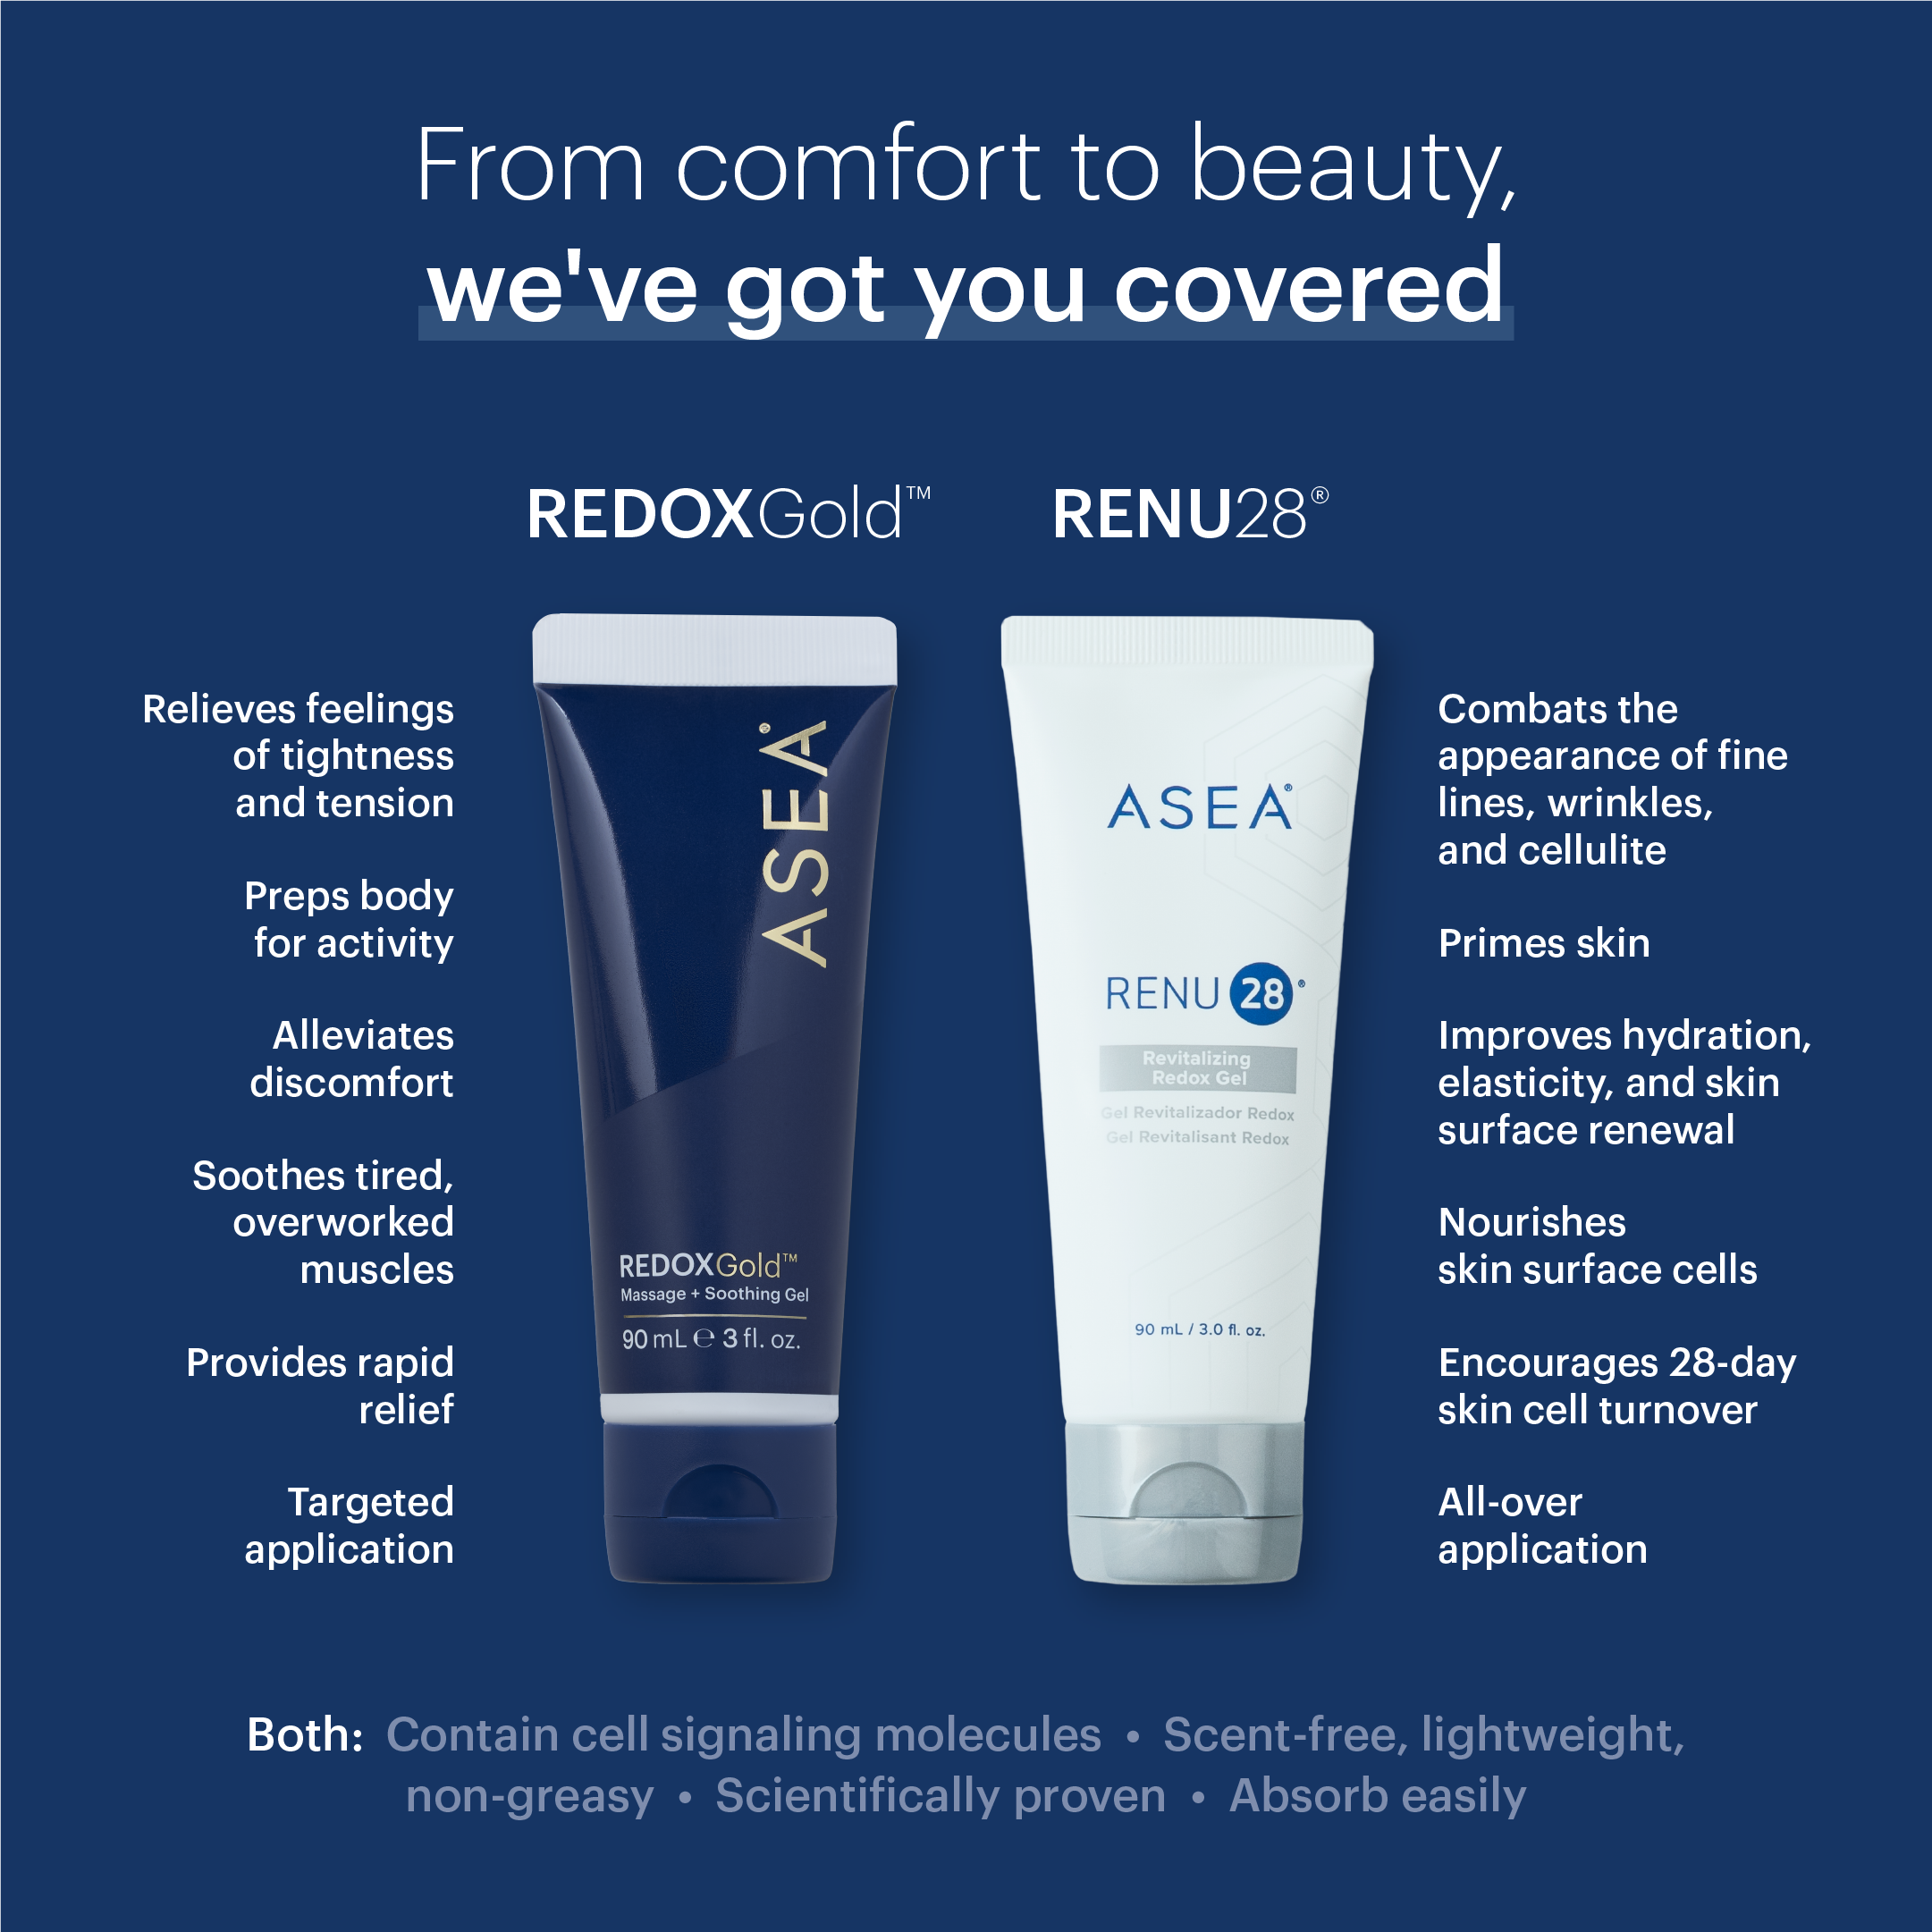 From comfort to beauty,
we've got you covered
REDOXGold™
RENU28®
Relieves feelings
of tightness
and tension
Preps body
for activity
Alleviates
discomfort
Soothes tired,
overworked
muscles
Provides rapid
relief
Targeted
application
ASEA®
REDOXGold™
Massage + Soothing Gel
90 mL ℮ 3 fl. oz.
ASEA®
RENU 28®
Revitalizing
Redox Gel
Gel Revitalizador Redox
Gel Revitalisant Redox
90 mL / 3.0 fl. oz.
Combats the
appearance of fine
lines, wrinkles,
and cellulite
Primes skin
Improves hydration,
elasticity, and skin
surface renewal
Nourishes
skin surface cells
Encourages 28-day
skin cell turnover
All-over
application
Both: Contain cell signaling molecules • Scent-free, lightweight,
non-greasy • Scientifically proven • Absorb easily